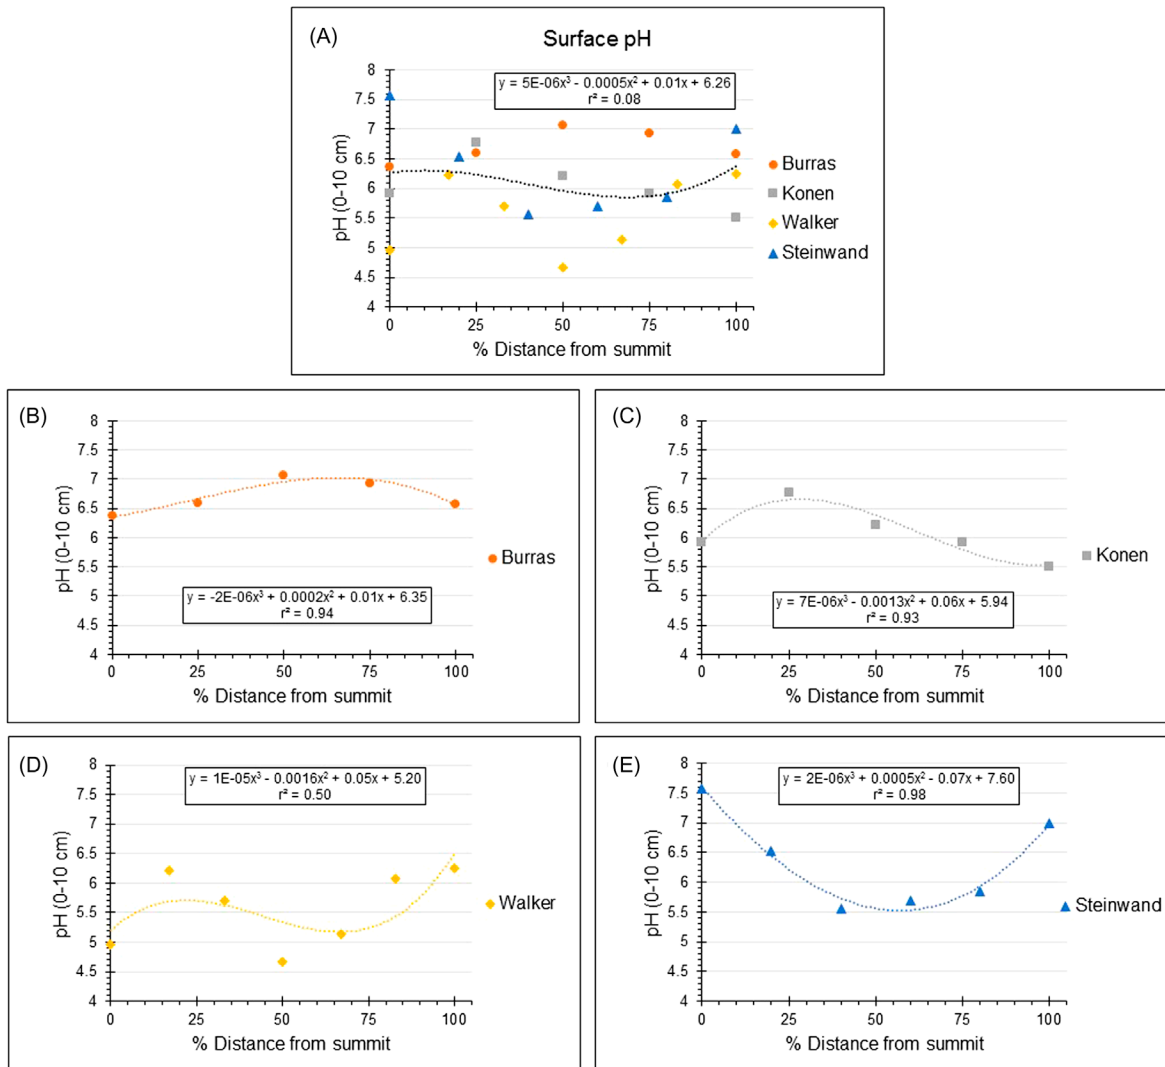 (A)
Surface pH
y = 5E-06x³ - 0.0005x² + 0.01x + 6.26
r² = 0.08
8
7.5
7
6.5
6
5.5
5
4.5
4
pH (0-10 cm)
0 25 50 75 100
% Distance from summit
Burras
Konen
Walker
Steinwand
(B)
8
7.5
7
6.5
6
5.5
5
4.5
4
pH (0-10 cm)
y = -2E-06x³ + 0.0002x² + 0.01x + 6.35
r² = 0.94
0 25 50 75 100
% Distance from summit
Burras
(C)
8
7.5
7
6.5
6
5.5
5
4.5
4
pH (0-10 cm)
y = 7E-06x³ - 0.0013x² + 0.06x + 5.94
r² = 0.93
0 25 50 75 100
% Distance from summit
Konen
(D)
y = 1E-05x³ - 0.0016x² + 0.05x + 5.20
r² = 0.50
8
7.5
7
6.5
6
5.5
5
4.5
4
pH (0-10 cm)
0 25 50 75 100
% Distance from summit
Walker
(E)
y = 2E-06x³ + 0.0005x² - 0.07x + 7.60
r² = 0.98
8
7.5
7
6.5
6
5.5
5
4.5
4
pH (0-10 cm)
0 25 50 75 100
% Distance from summit
Steinwand